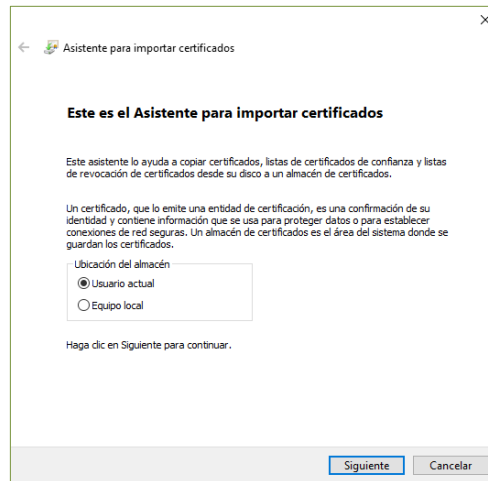 Asistente para importar certificados
Este es el Asistente para importar certificados
Este asistente lo ayuda a copiar certificados, listas de certificados de confianza y listas
de revocación de certificados desde su disco a un almacén de certificados.
Un certificado, que lo emite una entidad de certificación, es una confirmación de su
identidad y contiene información que se usa para proteger datos o para establecer
conexiones de red seguras. Un almacén de certificados es el área del sistema donde se
guardan los certificados.
Ubicación del almacén
Usuario actual
Equipo local
Haga clic en Siguiente para continuar.
Siguiente
Cancelar